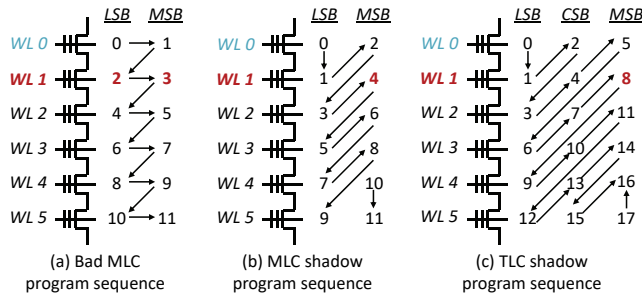 LSB MSB
WL 0 0 1
WL 1 2 3
WL 2 4 5
WL 3 6 7
WL 4 8 9
WL 5 10 11
(a) Bad MLC
program sequence
LSB MSB
WL 0 0 2
WL 1 1 4
WL 2 3 6
WL 3 5 8
WL 4 7 10
WL 5 9 11
(b) MLC shadow
program sequence
LSB CSB MSB
WL 0 0 2 5
WL 1 1 4 8
WL 2 3 7 11
WL 3 6 10 14
WL 4 9 13 16
WL 5 12 15 17
(c) TLC shadow
program sequence